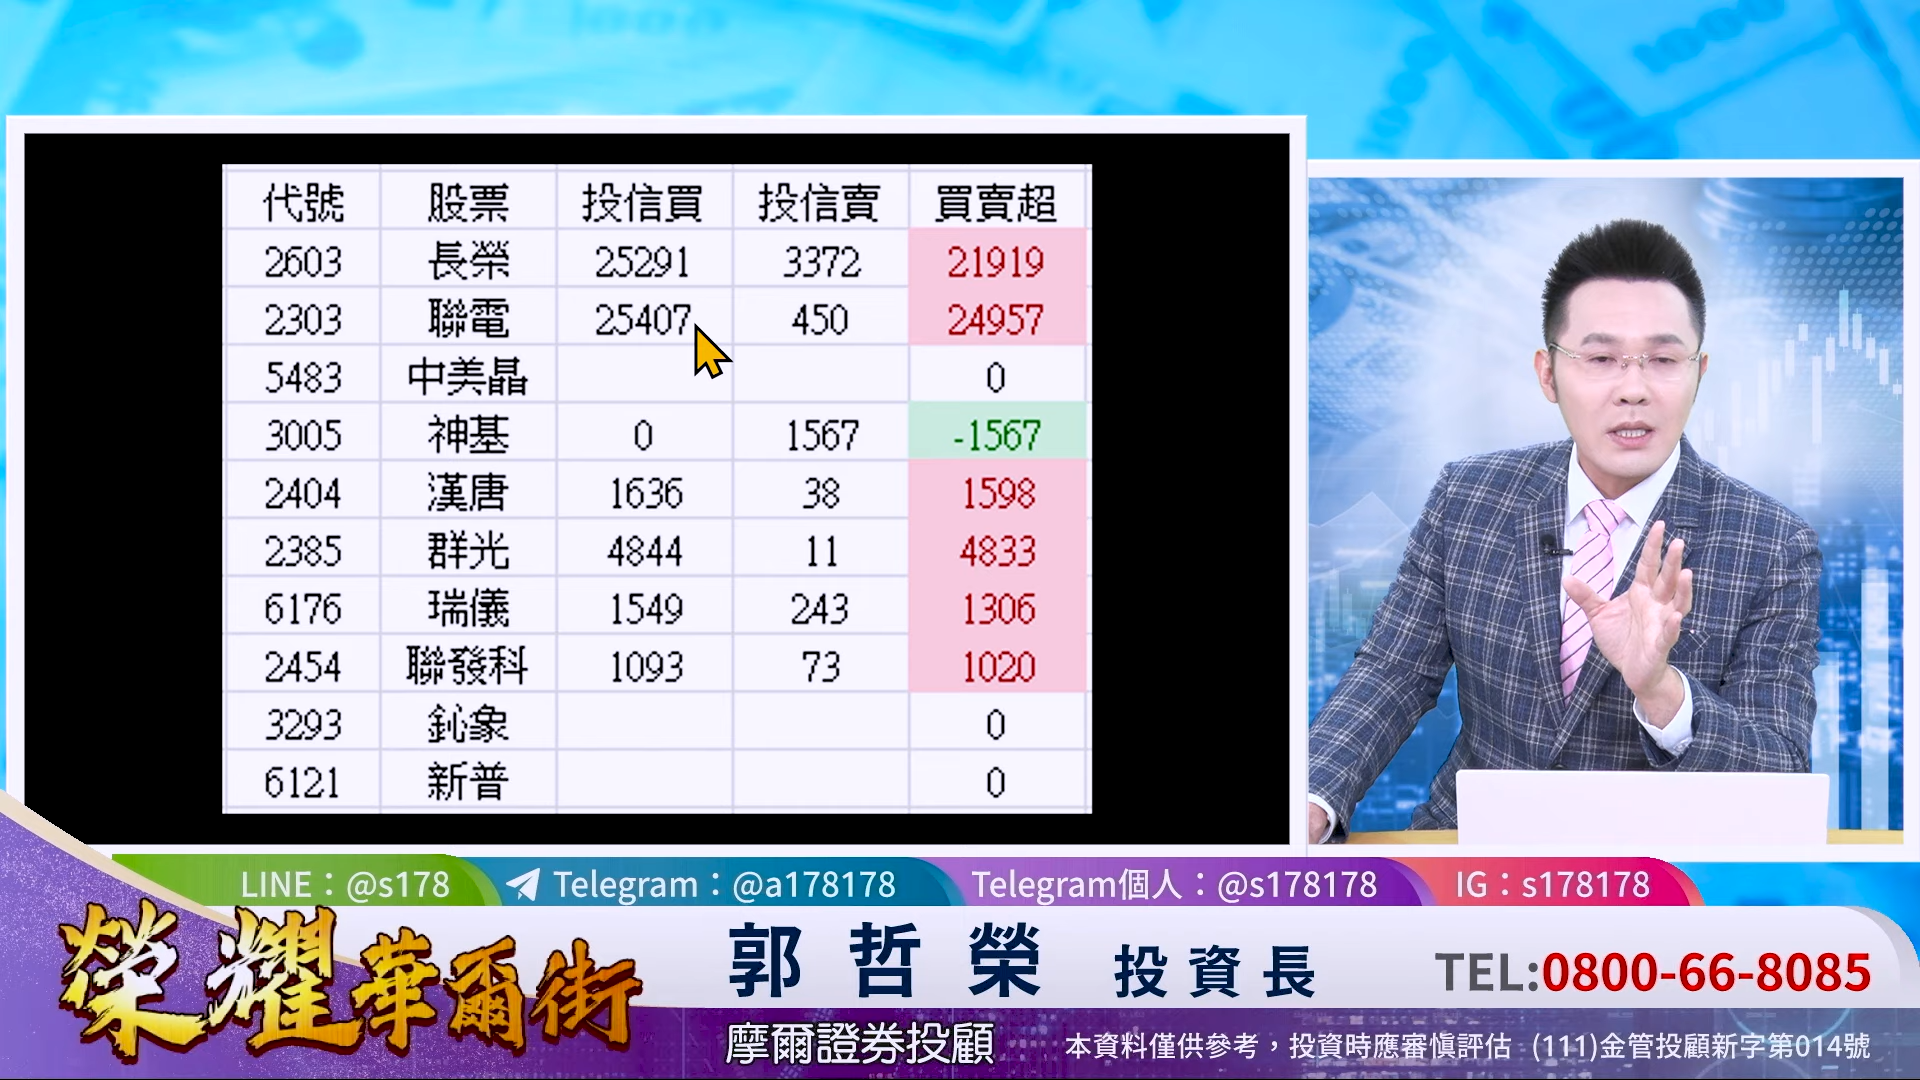 代號 股票 投信買 投信賣 買賣超
2603 長榮 25291 3372 21919
2303 聯電 25407 450 24957
5483 中美晶 0
3005 神基 0 1567 -1567
2404 漢唐 1636 38 1598
2385 群光 4844 11 4833
6176 瑞儀 1549 243 1306
2454 聯發科 1093 73 1020
3293 鈊象 0
6121 新普 0
LINE：@s178 Telegram：@a178178 Telegram個人：@s178178 IG：s178178
榮耀華爾街
郭哲榮 投資長 TEL:0800-66-8085
摩爾證券投顧 本資料僅供參考，投資時應審慎評估 (111)金管投顧新字第014號